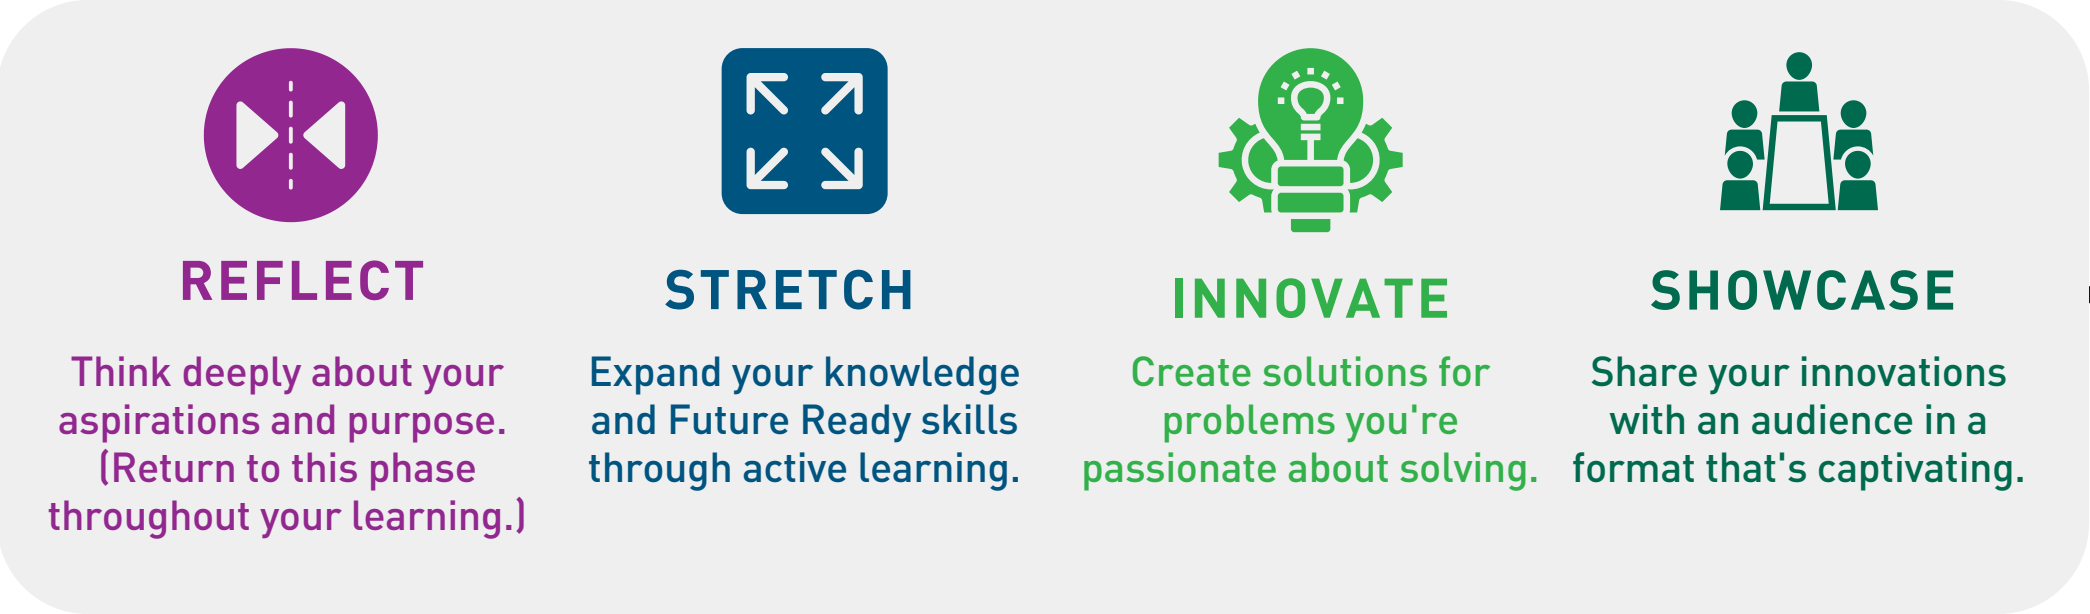 REFLECT
Think deeply about your
aspirations and purpose.
(Return to this phase
throughout your learning.)
STRETCH
Expand your knowledge
and Future Ready skills
through active learning.
INNOVATE
Create solutions for
problems you're
passionate about solving.
SHOWCASE
Share your innovations
with an audience in a
format that's captivating.